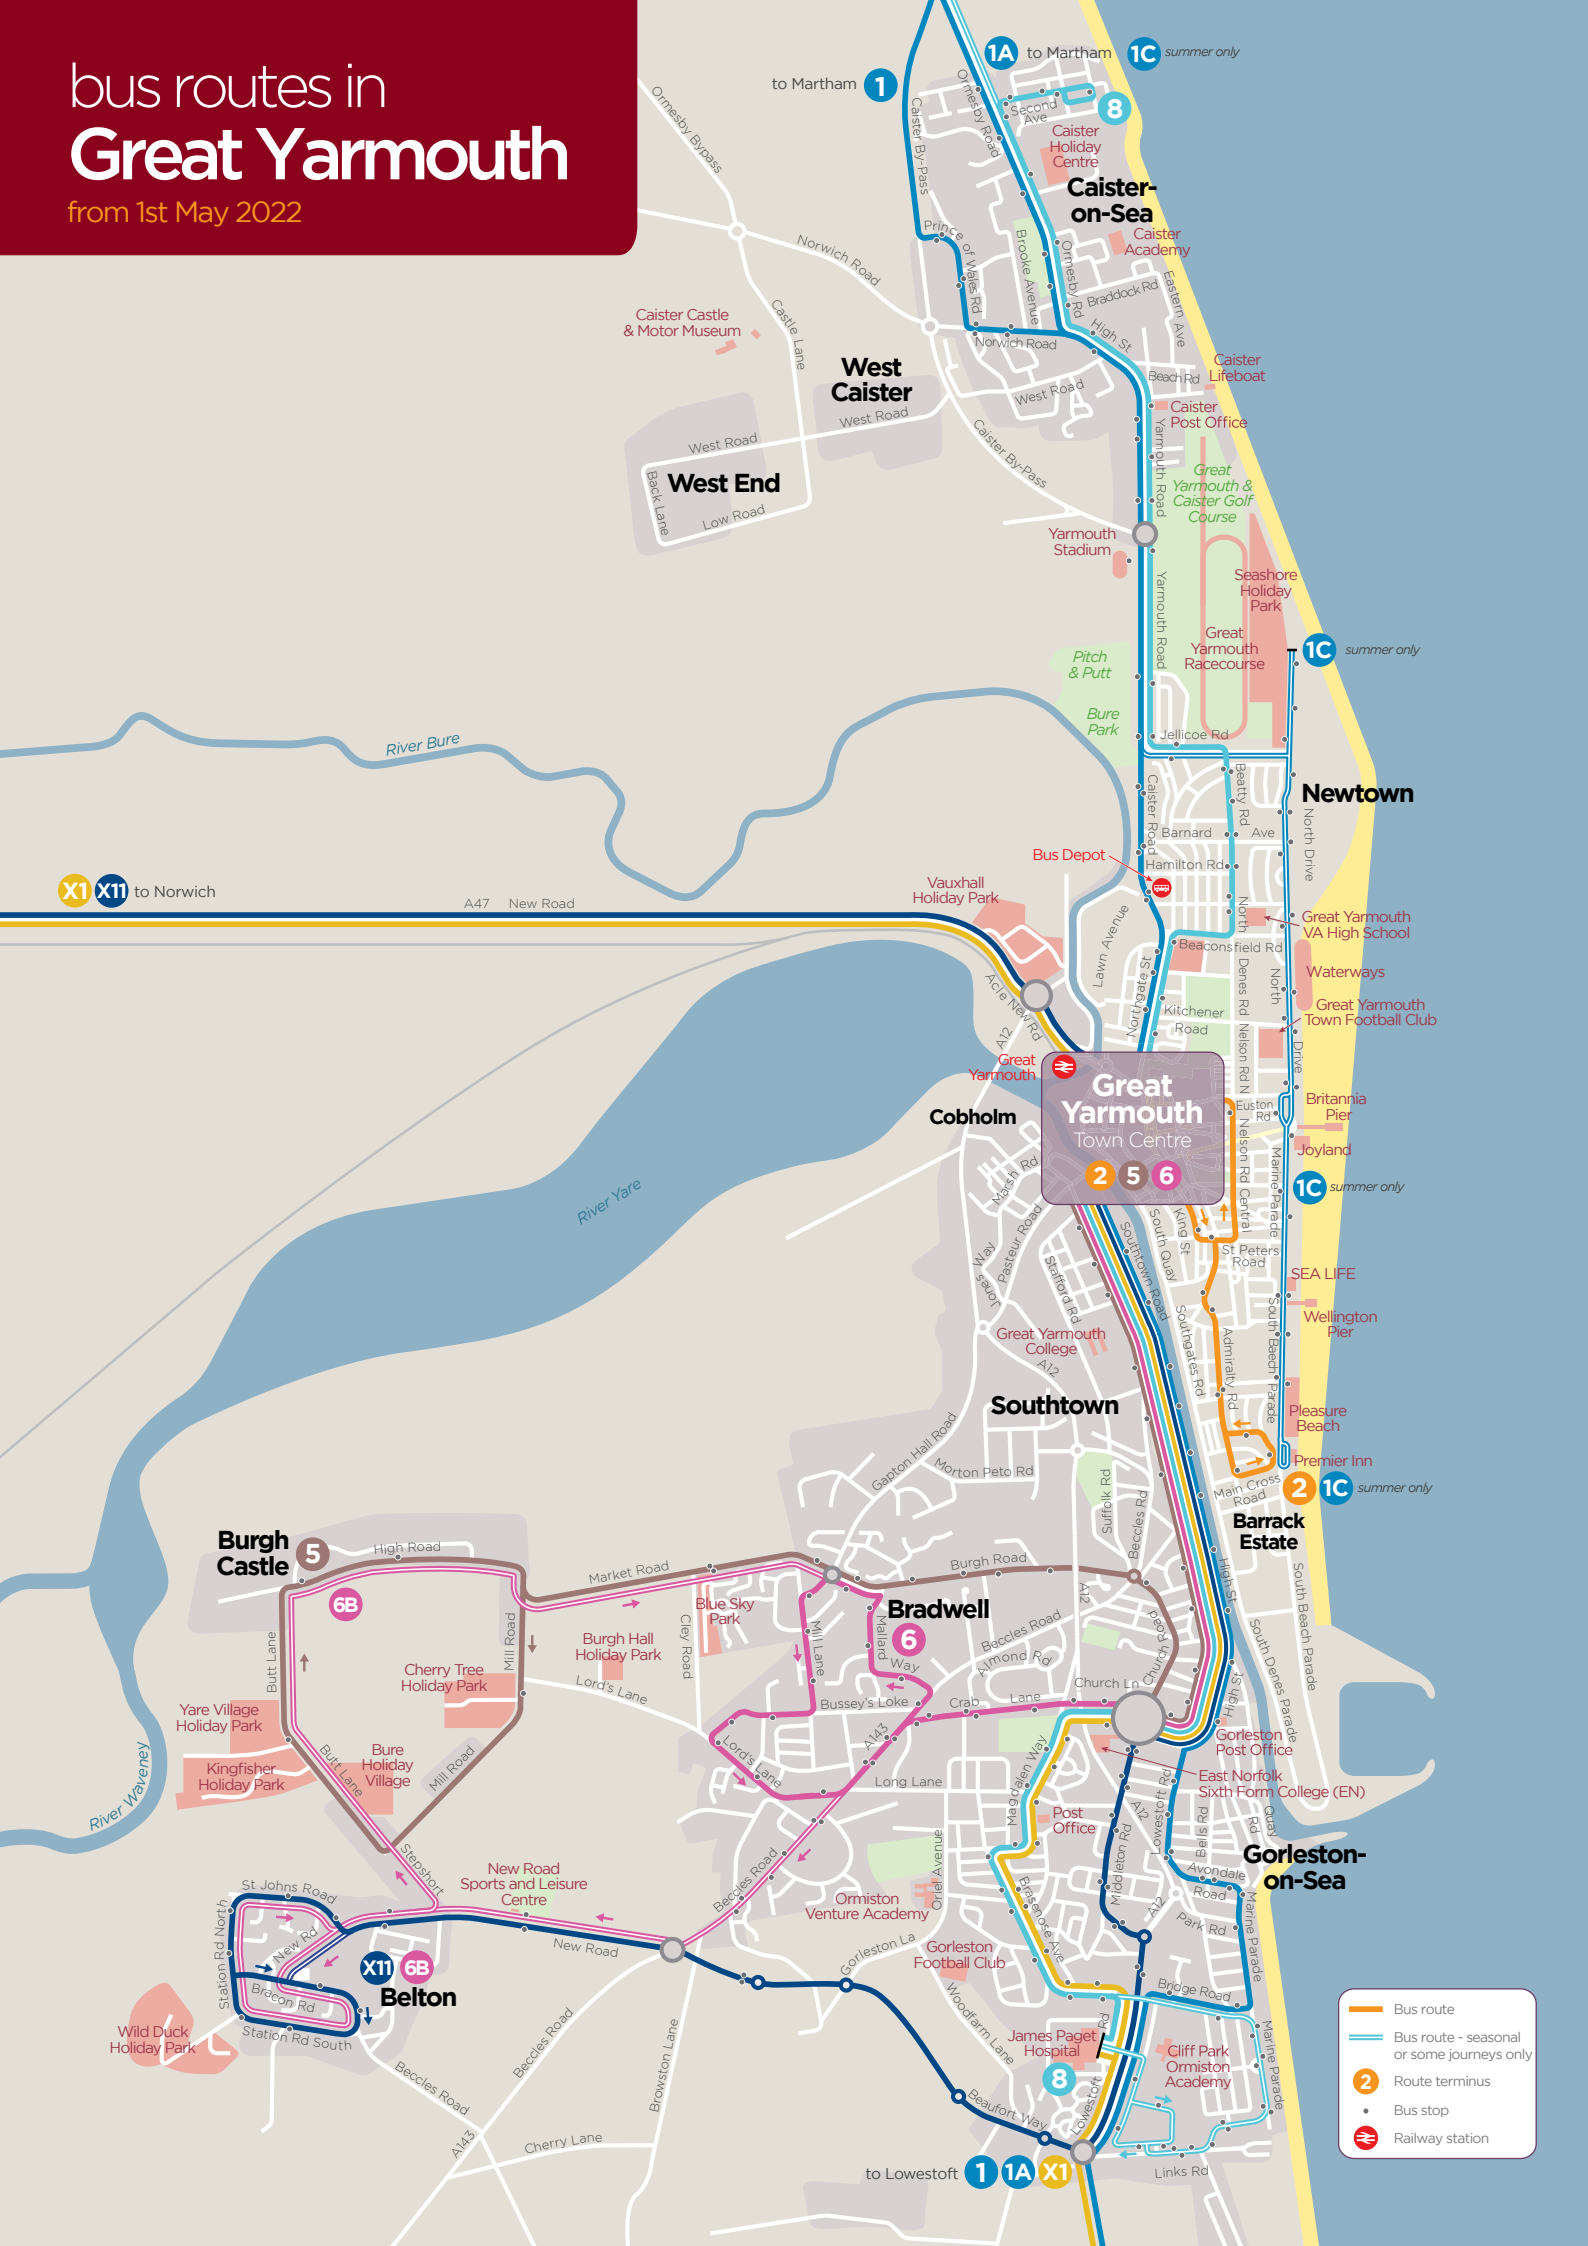 bus routes in
Great Yarmouth
from 1st May 2022
to Martham 1
1A to Martham 1C summer only
8
Ormesby Bypass
Caister By-Pass
Ormesby Road
Second
Ave
Caister
Holiday
Centre
Caister-
on-Sea
Caister
Academy
Prince of Wales Rd
Brooke Avenue
Ormesby Rd
Braddock Rd
Eastern Ave
Norwich Road
Castle Lane
Caister Castle
& Motor Museum
High St
Norwich Road
Beach Rd
Caister
Lifeboat
West
Caister
West Road
West Road
West Road
Caister
Post Office
Caister By-Pass
Yarmouth Road
West End
Back Lane
Low Road
Great
Yarmouth &
Caister Golf
Course
Yarmouth
Stadium
Yarmouth Road
Seashore
Holiday
Park
Great
Yarmouth
Racecourse
1C summer only
Pitch
& Putt
Bure
Park
Jellicoe Rd
River Bure
Beatty Rd
Newtown
Caister Road
Barnard Ave
North Drive
Bus Depot
Hamilton Rd
X1 X11 to Norwich
A47 New Road
Vauxhall
Holiday Park
Lawn Avenue
North Denes Rd
Great Yarmouth
VA High School
Beaconsfield Rd
Northgate St
North Drive
Waterways
Acle New Rd
A12
Kitchener
Road
Great Yarmouth
Town Football Club
Nelson Rd N
Great
Yarmouth
Great
Yarmouth
Town Centre
2 5 6
Cobholm
Euston
Rd
Britannia
Pier
Joyland
Nelson Rd Central
Marine Parade
1C summer only
Marsh Rd
River Yare
Pasteur Road
Jones Way
Stafford Rd
Southtown Road
South Quay
King St
St Peters
Road
SEA LIFE
Wellington
Pier
Southgates Rd
Admiralty Rd
South Baech Parade
Great Yarmouth
College
A12
Southtown
Pleasure
Beach
Gapton Hall Road
Morton Peto Rd
Premier Inn
Main Cross
Road
2 1C summer only
Suffolk Rd
Beccles Rd
Barrack
Estate
Burgh
Castle 5
High Road
Market Road
Burgh Road
High St
South Beach Parade
6B
Blue Sky
Park
Bradwell
6
A12
Butt Lane
Mill Road
Burgh Hall
Holiday Park
Cley Road
Mill Lane
Mallard Way
Beccles Road
Almond Rd
Church Road
South Denes Parade
Cherry Tree
Holiday Park
Lord's Lane
Bussey's Loke
Crab Lane
Church Ln
High St
Yare Village
Holiday Park
Kingfisher
Holiday Park
Bure
Holiday
Village
Butt Lane
Mill Road
Lord's Lane
A143
Long Lane
Magdalen Way
Gorleston
Post Office
East Norfolk
Sixth Form College (EN)
River Waveney
Post
Office
A12
Lowestoft Rd
Bells Rd
Quay Rd
Gorleston-
on-Sea
Stepshort
New Road
Sports and Leisure
Centre
Beccles Road
Ormiston
Venture Academy
Oriel Avenue
Brasenose Ave
Middleton Rd
Avondale
Road
St Johns Road
Station Rd North
New Rd
New Road
Gorleston La
A12
Park Rd
Marine Parade
X11 6B
Belton
Bracon Rd
Station Rd South
Gorleston
Football Club
Bridge Road
Wild Duck
Holiday Park
Beccles Road
Beccles Road
Browston Lane
Woodfarm Lane
James Paget
Hospital
8
Lowestoft Rd
Cliff Park
Ormiston
Academy
Marine Parade
Beaufort Way
A143
Cherry Lane
Links Rd
to Lowestoft 1 1A X1
Bus route
Bus route - seasonal
or some journeys only
2 Route terminus
Bus stop
Railway station